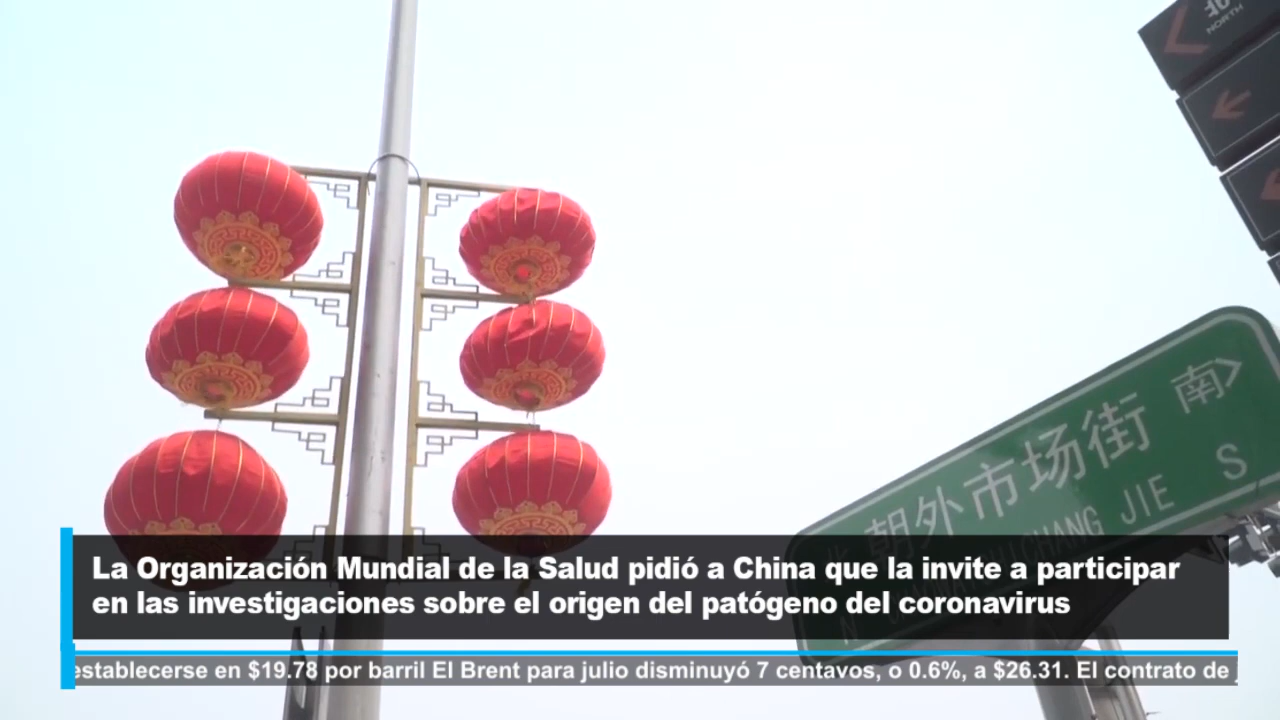 NORTH
南
朝外市场街
S
JIE
N
La Organización Mundial de la Salud pidió a China que la invite a participar
en las investigaciones sobre el origen del patógeno del coronavirus
establecerse en $19.78 por barril El Brent para julio disminuyó 7 centavos, o 0.6%, a $26.31. El contrato de